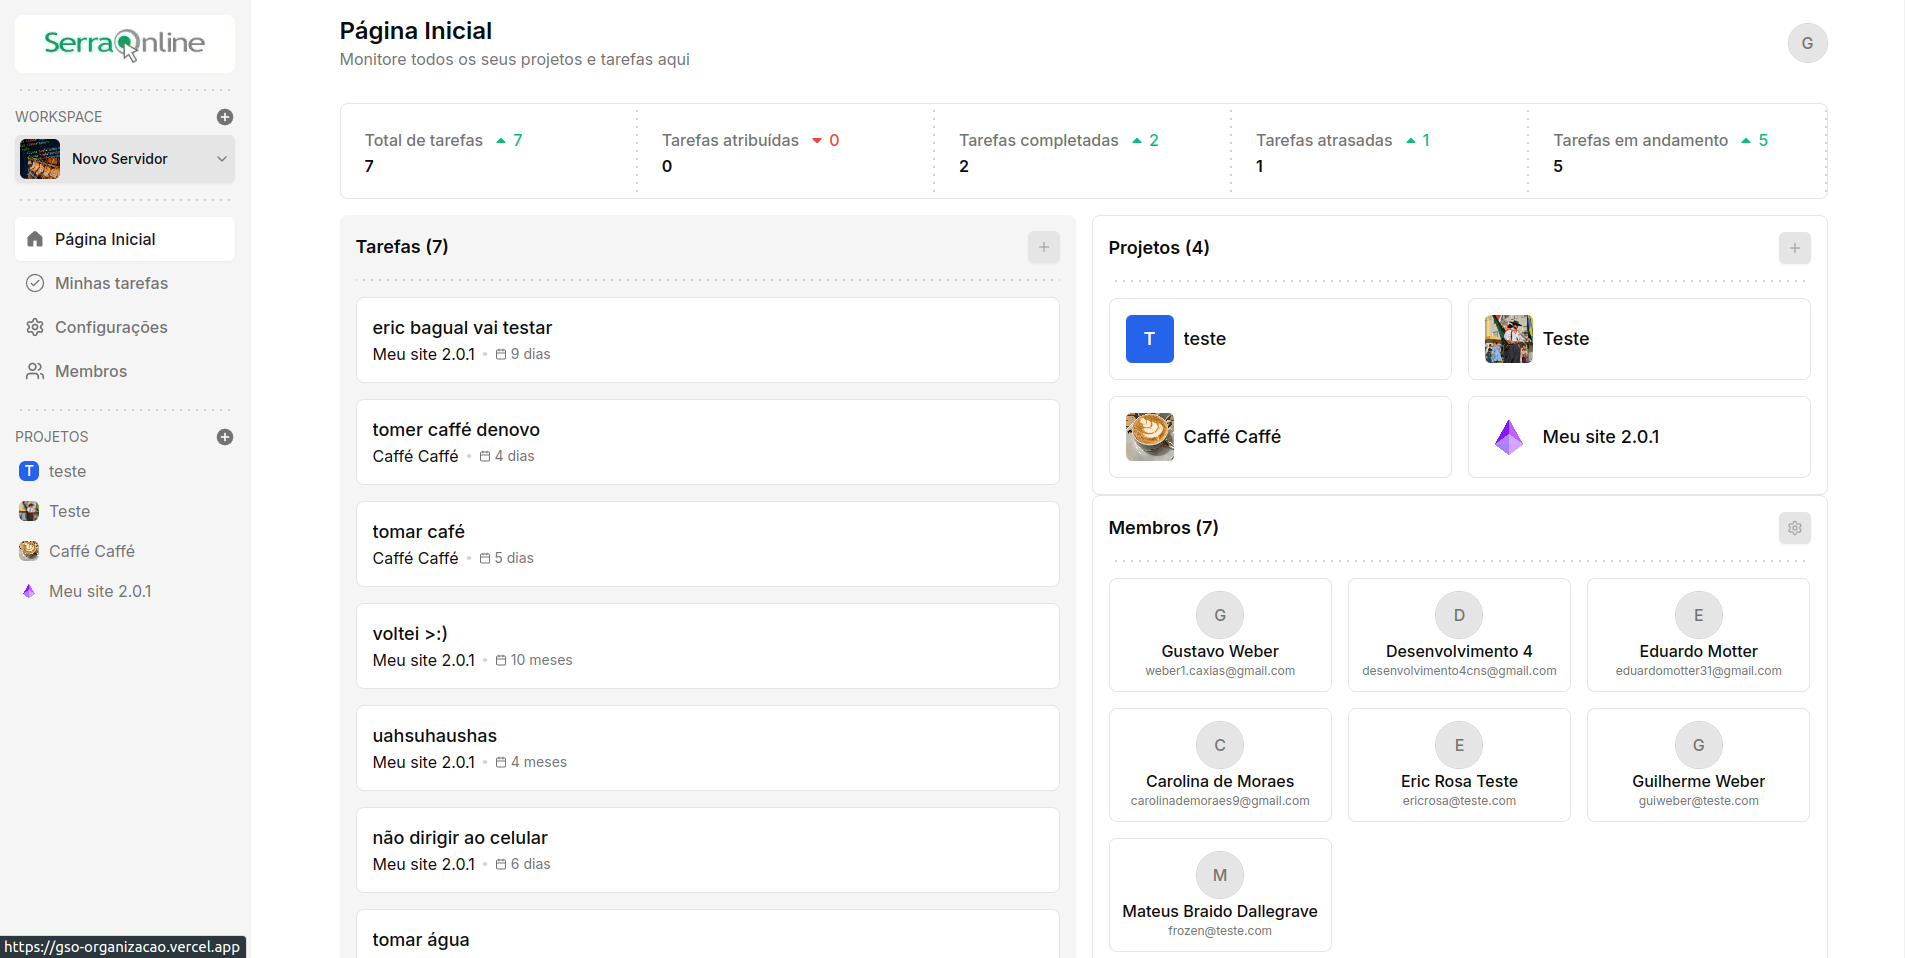 SerraOnline
WORKSPACE
Novo Servidor
Página Inicial
Minhas tarefas
Configurações
Membros
PROJETOS
T teste
Teste
Caffé Caffé
Meu site 2.0.1
https://gso-organizacao.vercel.app
Página Inicial
Monitore todos os seus projetos e tarefas aqui
G
Total de tarefas 7
7
Tarefas atribuídas 0
0
Tarefas completadas 2
2
Tarefas atrasadas 1
1
Tarefas em andamento 5
5
Tarefas (7)
eric bagual vai testar
Meu site 2.0.1 • 9 dias
tomer caffé denovo
Caffé Caffé • 4 dias
tomar café
Caffé Caffé • 5 dias
voltei >:)
Meu site 2.0.1 • 10 meses
uahsuhaushas
Meu site 2.0.1 • 4 meses
não dirigir ao celular
Meu site 2.0.1 • 6 dias
tomar água
Projetos (4)
T teste
Teste
Caffé Caffé
Meu site 2.0.1
Membros (7)
G
Gustavo Weber
weber1.caxias@gmail.com
D
Desenvolvimento 4
desenvolvimento4cns@gmail.com
E
Eduardo Motter
eduardomotter31@gmail.com
C
Carolina de Moraes
carolinademoraes9@gmail.com
E
Eric Rosa Teste
ericrosa@teste.com
G
Guilherme Weber
guiweber@teste.com
M
Mateus Braido Dallegrave
frozen@teste.com